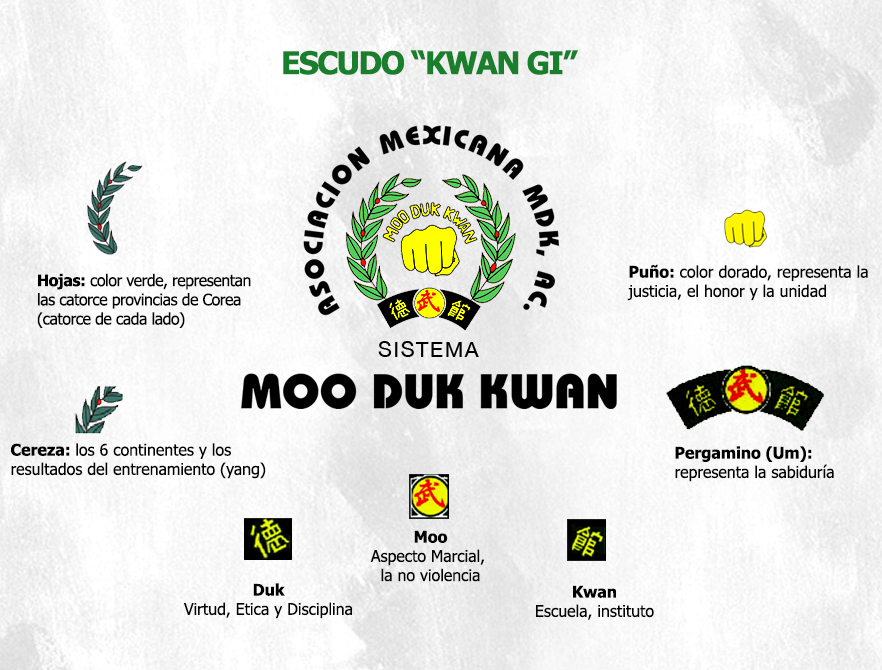 ESCUDO “KWAN GI”
ASOCIACION MEXICANA MDK, AC.
MOO DUK KWAN
德 武 館
SISTEMA
MOO DUK KWAN
Hojas: color verde, representan
las catorce provincias de Corea
(catorce de cada lado)
Puño: color dorado, representa la
justicia, el honor y la unidad
Cereza: los 6 continentes y los
resultados del entrenamiento (yang)
德 武 館
Pergamino (Um):
representa la sabiduría
武
Moo
Aspecto Marcial,
la no violencia
德
Duk
Virtud, Etica y Disciplina
館
Kwan
Escuela, instituto